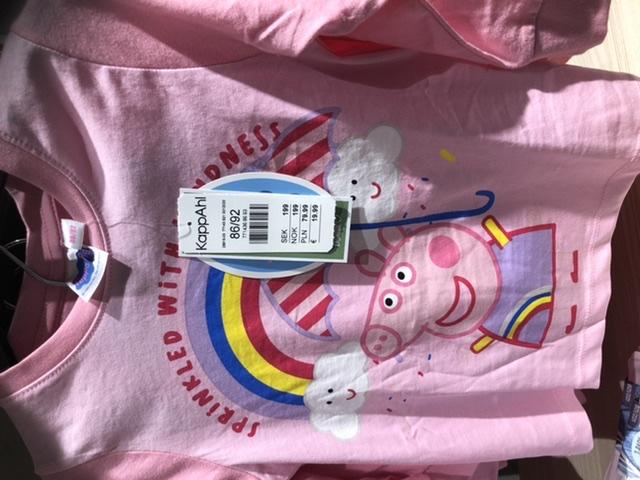 SPRINKLED WITH KINDNESS
KappAhl
86/92
SEK 199
NOK 199
PLN 79.99
€ 19.99